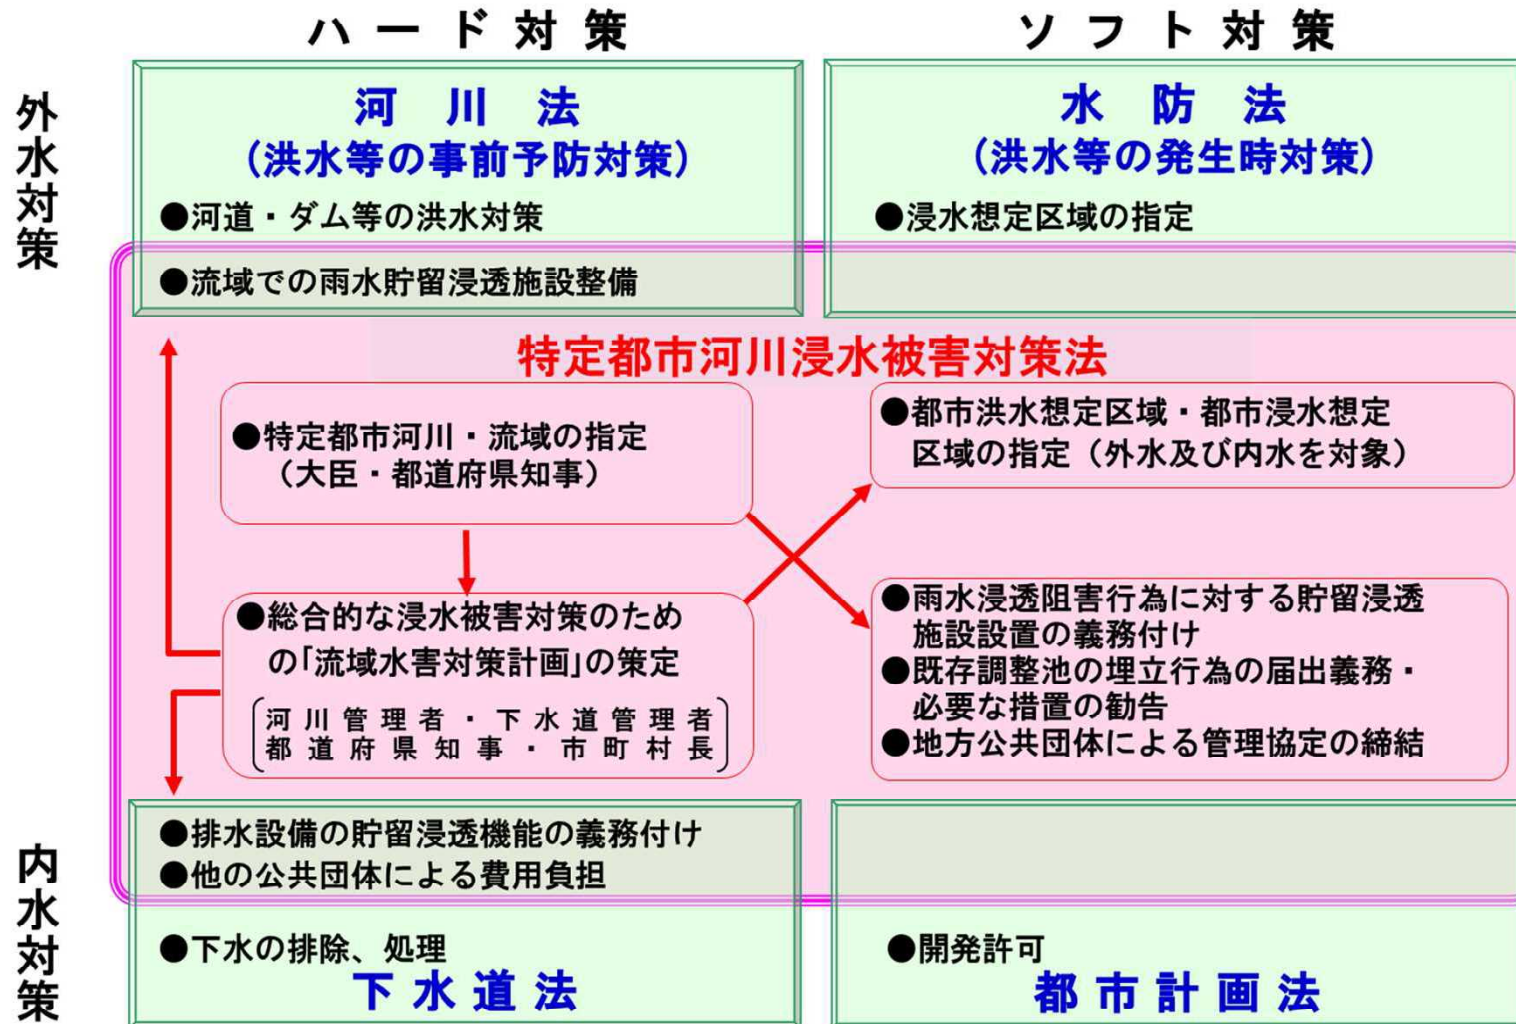 ハード対策
ソフト対策
外水対策
河川法
（洪水等の事前予防対策）
●河道・ダム等の洪水対策
●流域での雨水貯留浸透施設整備
水防法
（洪水等の発生時対策）
●浸水想定区域の指定
特定都市河川浸水被害対策法
●特定都市河川・流域の指定
（大臣・都道府県知事）
●総合的な浸水被害対策のため
の「流域水害対策計画」の策定
河川管理者・下水道管理者
都道府県知事・市町村長
●都市洪水想定区域・都市浸水想定
区域の指定（外水及び内水を対象）
●雨水浸透阻害行為に対する貯留浸透
施設設置の義務付け
●既存調整池の埋立行為の届出義務・
必要な措置の勧告
●地方公共団体による管理協定の締結
内水対策
●排水設備の貯留浸透機能の義務付け
●他の公共団体による費用負担
●下水の排除、処理
下水道法
●開発許可
都市計画法